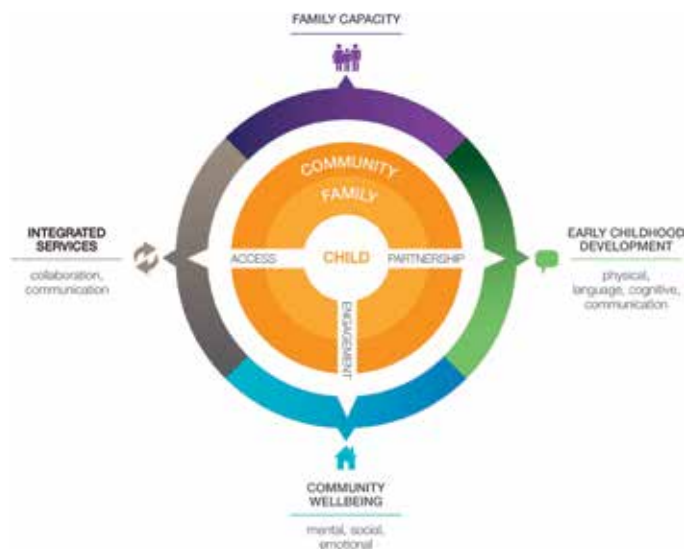 FAMILY CAPACITY
COMMUNITY
FAMILY
INTEGRATED
SERVICES
collaboration,
communication
ACCESS
CHILD
PARTNERSHIP
EARLY CHILDHOOD
DEVELOPMENT
physical,
language, cognitive,
communication
ENGAGEMENT
COMMUNITY
WELLBEING
mental, social,
emotional